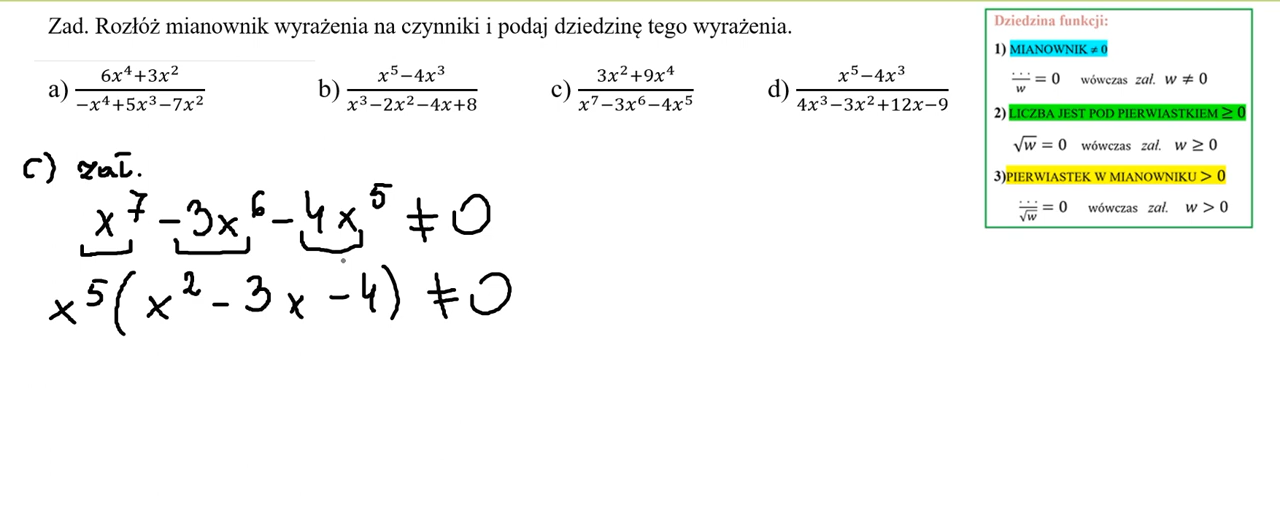 Zad. Rozłóż mianownik wyrażenia na czynniki i podaj dziedzinę tego wyrażenia.
a) (6x⁴+3x²)/(−x⁴+5x³−7x²) b) (x⁵−4x³)/(x³−2x²−4x+8) c) (3x²+9x⁴)/(x⁷−3x⁶−4x⁵) d) (x⁵−4x³)/(4x³−3x²+12x−9)
Dziedzina funkcji:
1) MIANOWNIK ≠ 0
.../w = 0 wówczas zał. w ≠ 0
2) LICZBA JEST POD PIERWIASTKIEM ≥ 0
√w = 0 wówczas zał. w ≥ 0
3)PIERWIASTEK W MIANOWNIKU > 0
.../√w = 0 wówczas zał. w > 0
c) zał.
x⁷ − 3x⁶ − 4x⁵ ≠ 0
x⁵(x² − 3x − 4) ≠ 0